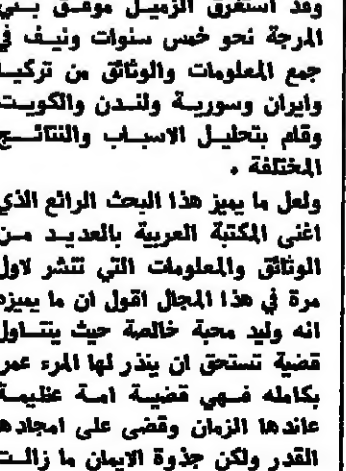 وقد استغرق الزميل موفق بني
المرجة نحو خمس سنوات ونيف في
جمع المعلومات والوثائق من تركيا
وايران وسورية ولندن والكويت
وقام بتحليل الاسباب والنتائج
المختلفة .
ولعل ما يميز هذا البحث الرائع الذي
اغنى المكتبة العربية بالعديد من
الوثائق والمعلومات التي تنشر لاول
مرة في هذا المجال اقول ان ما يميزه
انه وليد محبة خالصة حيث يتناول
قضية تستحق ان ينذر لها المرء عمره
بكامله فهي قضية امة عظيمة
عاندها الزمان وقضى على امجادها
القدر ولكن جذوة الايمان ما زالت